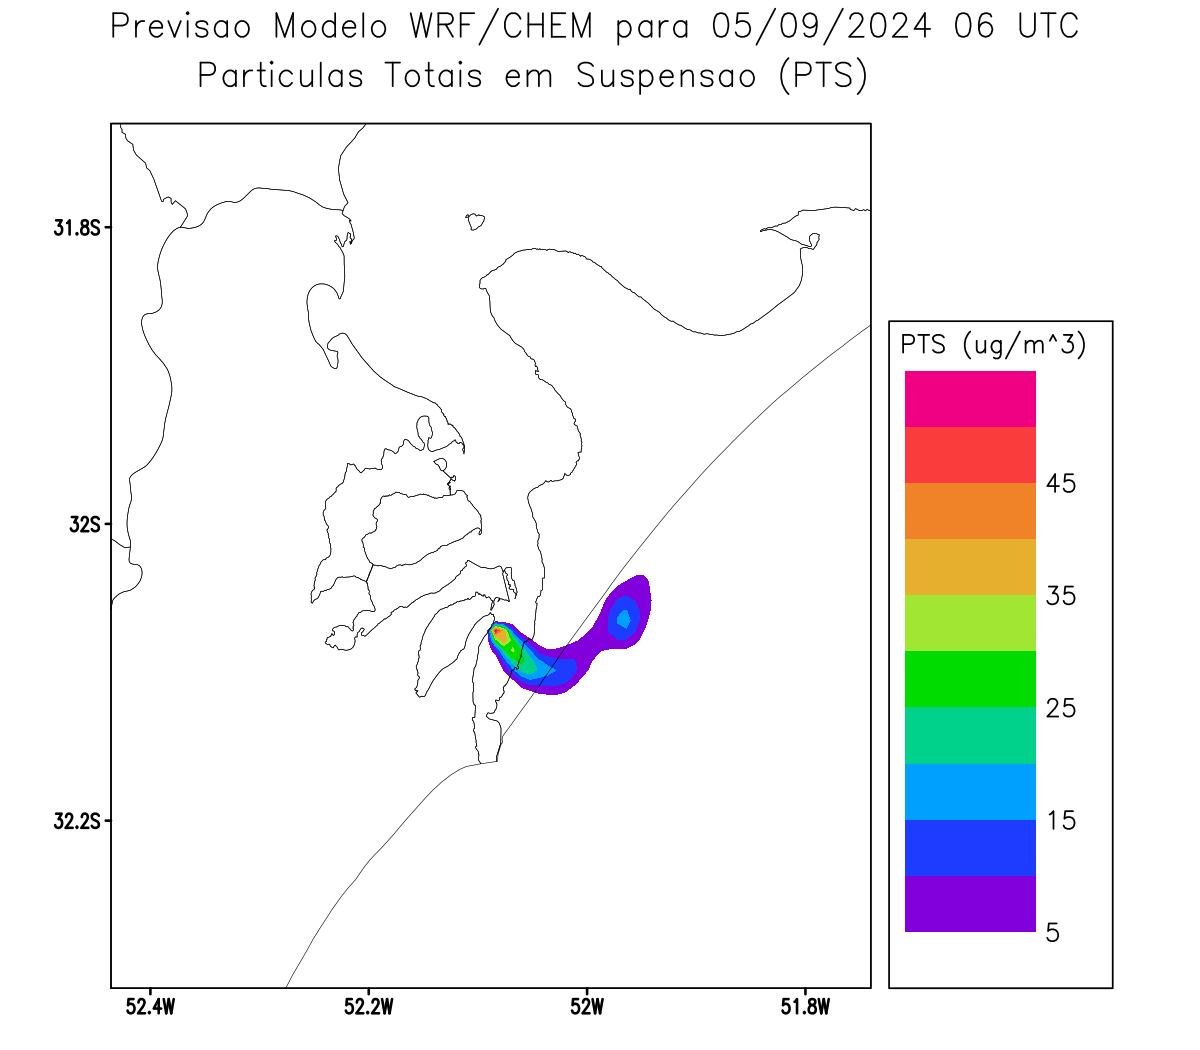 Previsao Modelo WRF/CHEM para 05/09/2024 06 UTC
Particulas Totais em Suspensao (PTS)
31.8S
32S
32.2S
52.4W
52.2W
52W
51.8W
PTS (ug/m^3)
45
35
25
15
5